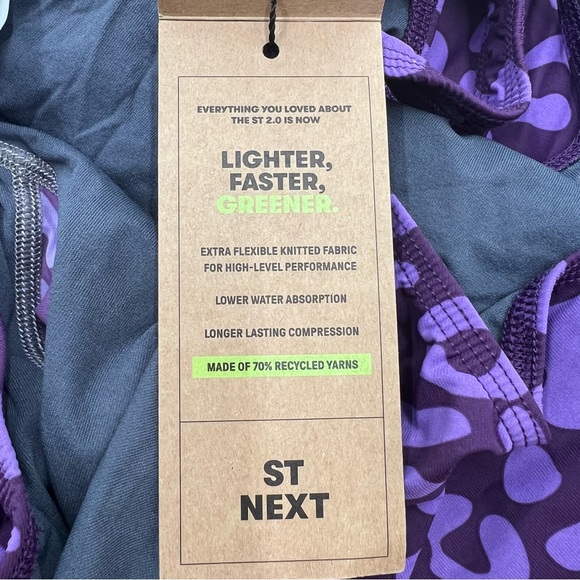 EVERYTHING YOU LOVED ABOUT
THE ST 2.0 IS NOW
LIGHTER,
FASTER,
GREENER.
EXTRA FLEXIBLE KNITTED FABRIC
FOR HIGH-LEVEL PERFORMANCE
LOWER WATER ABSORPTION
LONGER LASTING COMPRESSION
MADE OF 70% RECYCLED YARNS
ST
NEXT